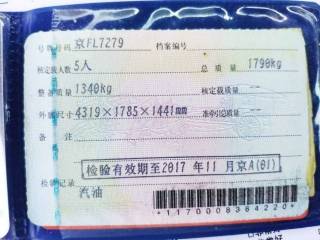 号牌号码 京FL7279 档案编号
核定载人数 5人 总质量 1790kg
整备质量 1340kg 核定载质量
外廓尺寸 4319×1785×1441mm 准牵引总质量
备注
检验有效期至2017年11月京A(01)
检验记录
汽油
*1170008364220*